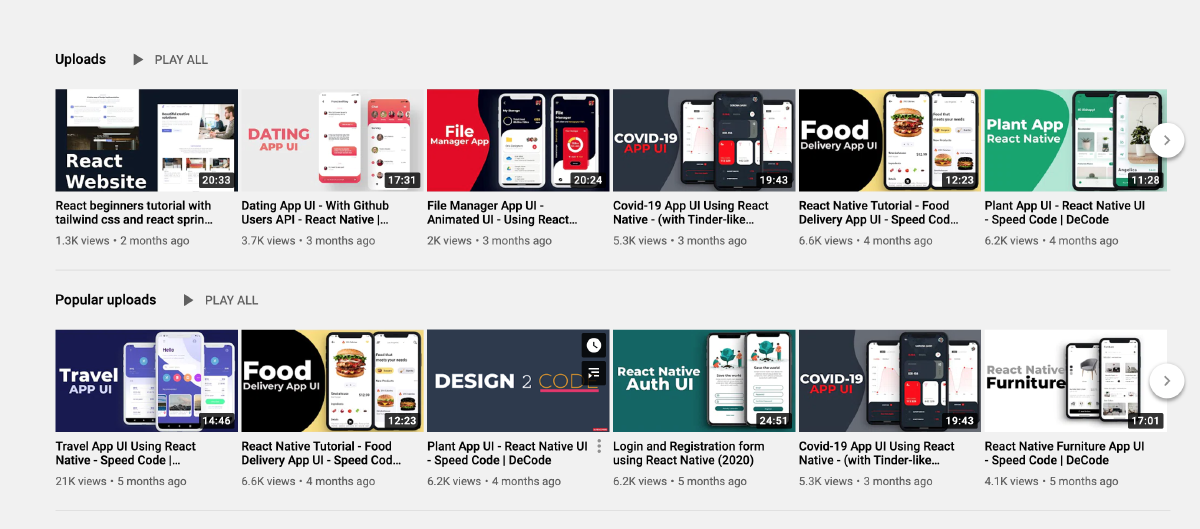 Uploads PLAY ALL
React
Website
20:33
DATING
APP UI
17:31
File
Manager App
20:24
COVID-19
APP UI
19:43
Food
Delivery App UI
12:23
Plant App
React Native
11:28
React beginners tutorial with
tailwind css and react sprin...
1.3K views • 2 months ago
Dating App UI - With Github
Users API - React Native |...
3.7K views • 3 months ago
File Manager App UI -
Animated UI - Using React...
2K views • 3 months ago
Covid-19 App UI Using React
Native - (with Tinder-like...
5.3K views • 3 months ago
React Native Tutorial - Food
Delivery App UI - Speed Cod...
6.6K views • 4 months ago
Plant App UI - React Native UI
- Speed Code | DeCode
6.2K views • 4 months ago
Popular uploads PLAY ALL
Travel
APP UI
Hello
14:46
Food
Delivery App UI
12:23
DESIGN 2 CODE
React Native
Auth UI
24:51
COVID-19
APP UI
19:43
React Native
Furniture
17:01
Travel App UI Using React
Native - Speed Code |...
21K views • 5 months ago
React Native Tutorial - Food
Delivery App UI - Speed Cod...
6.6K views • 4 months ago
Plant App UI - React Native UI
- Speed Code | DeCode
6.2K views • 4 months ago
Login and Registration form
using React Native (2020)
6.2K views • 5 months ago
Covid-19 App UI Using React
Native - (with Tinder-like...
5.3K views • 3 months ago
React Native Furniture App UI
- Speed Code | DeCode
4.1K views • 5 months ago